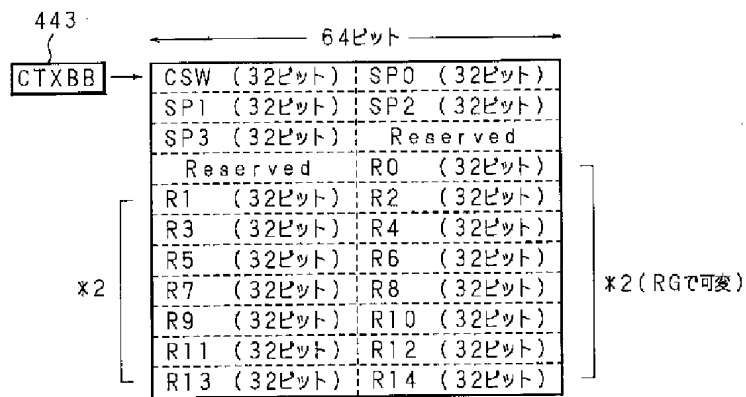 443
64ビット
CTXBB
CSW (32ビット) SP0 (32ビット)
SP1 (32ビット) SP2 (32ビット)
SP3 (32ビット) Reserved
Reserved R0 (32ビット)
R1 (32ビット) R2 (32ビット)
R3 (32ビット) R4 (32ビット)
R5 (32ビット) R6 (32ビット)
*2 R7 (32ビット) R8 (32ビット) *2(RGで可変)
R9 (32ビット) R10 (32ビット)
R11 (32ビット) R12 (32ビット)
R13 (32ビット) R14 (32ビット)